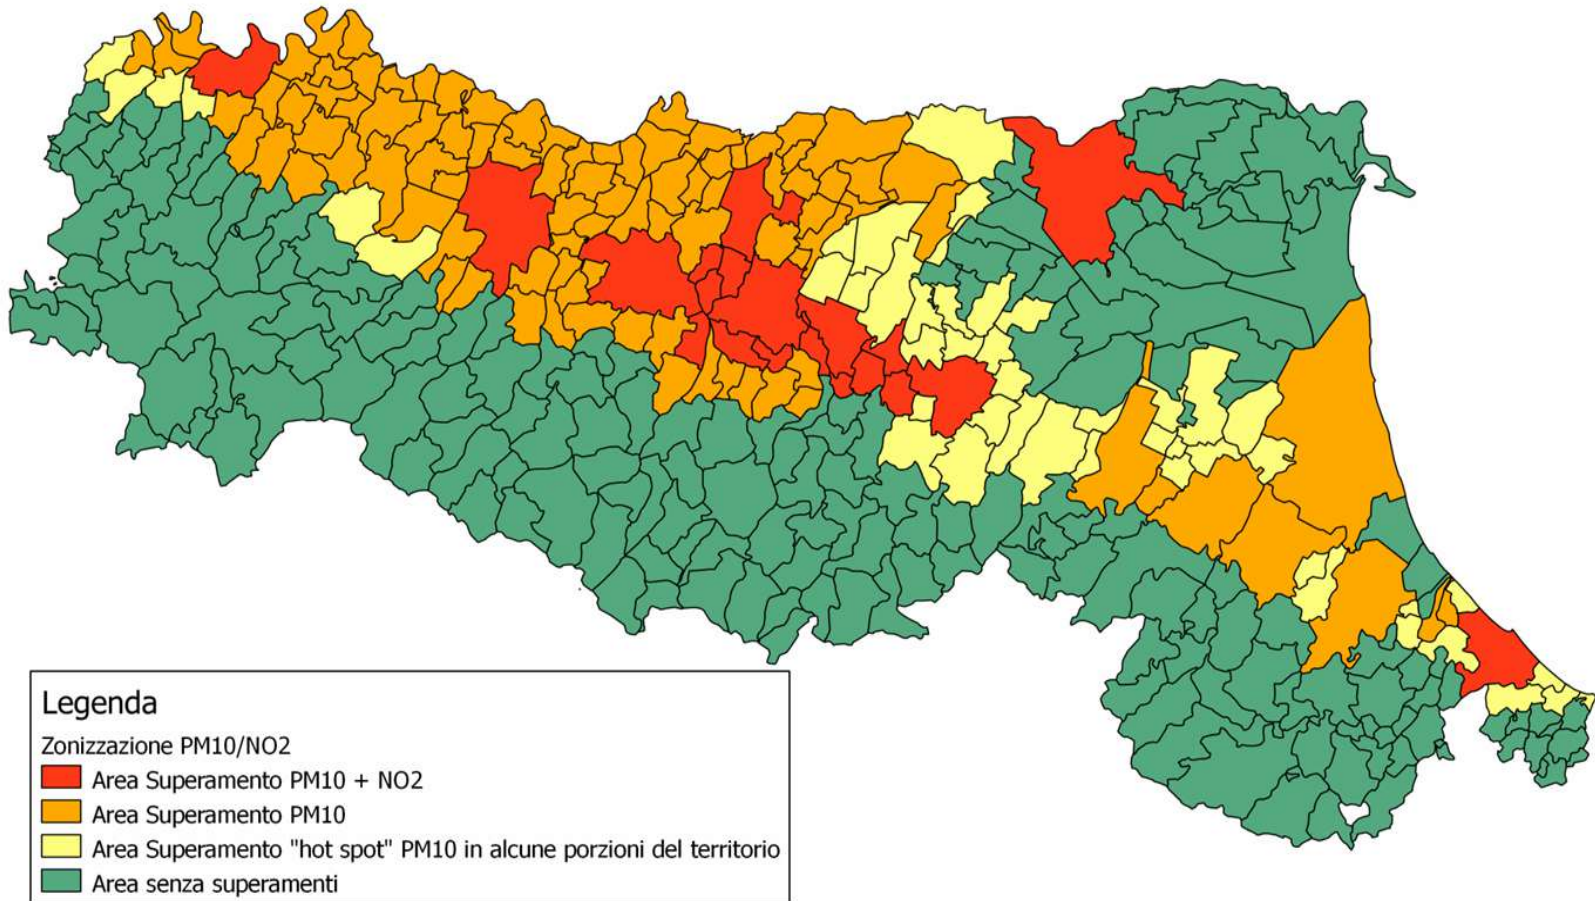 Legenda
Zonizzazione PM10/NO2
Area Superamento PM10 + NO2
Area Superamento PM10
Area Superamento "hot spot" PM10 in alcune porzioni del territorio
Area senza superamenti